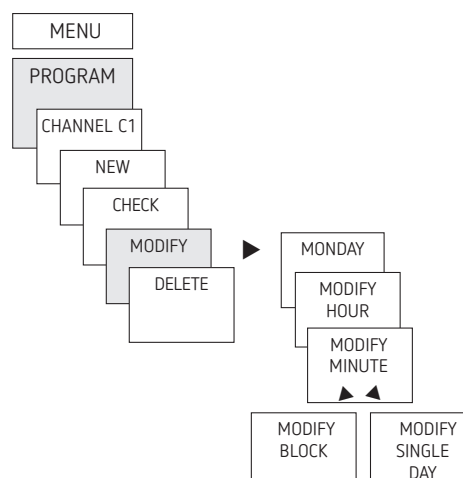 MENU
PROGRAM
CHANNEL C1
NEW
CHECK
MODIFY
DELETE
MONDAY
MODIFY
HOUR
MODIFY
MINUTE
MODIFY
BLOCK
MODIFY
SINGLE
DAY